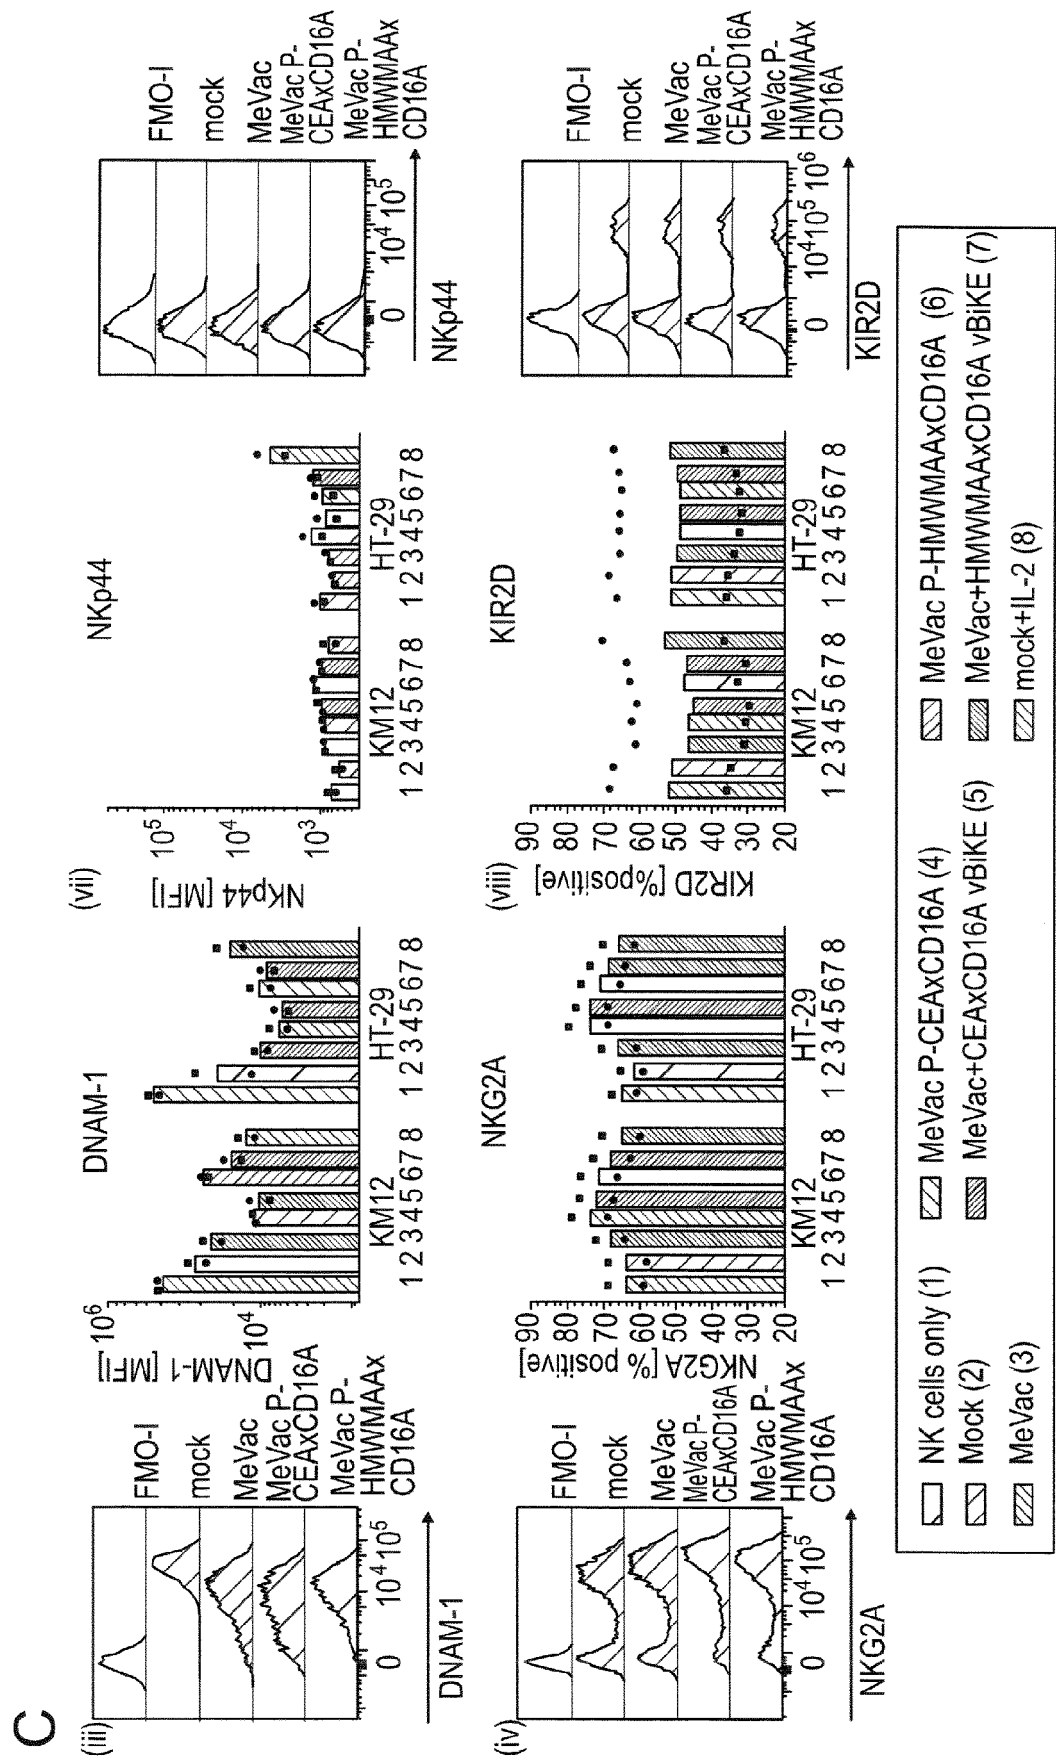 C
(iii)
FMO-I
mock
MeVac
MeVac P-
CEAxCD16A
MeVac P-
HMWMAAx
CD16A
0 10⁴ 10⁵
DNAM-1
DNAM-1
DNAM-1 [MFI]
10⁶
10⁴
1 2 3 4 5 6 7 8
KM12
1 2 3 4 5 6 7 8
HT-29
(vii)
NKp44
NKp44 [MFI]
10⁵
10⁴
10³
1 2 3 4 5 6 7 8
KM12
1 2 3 4 5 6 7 8
HT-29
FMO-I
mock
MeVac
MeVac P-
CEAxCD16A
MeVac P-
HMWMAAx
CD16A
0 10⁴ 10⁵
NKp44
(iv)
FMO-I
mock
MeVac
MeVac P-
CEAxCD16A
MeVac P-
HMWMAAx
CD16A
0 10⁴ 10⁵
NKG2A
NKG2A
NKG2A [% positive]
90
80
70
60
50
40
30
20
1 2 3 4 5 6 7 8
KM12
1 2 3 4 5 6 7 8
HT-29
(viii)
KIR2D
KIR2D [%positive]
90
80
70
60
50
40
30
20
1 2 3 4 5 6 7 8
KM12
1 2 3 4 5 6 7 8
HT-29
FMO-I
mock
MeVac
MeVac P-
CEAxCD16A
MeVac P-
HMWMAAx
CD16A
0 10⁴ 10⁵ 10⁶
KIR2D
NK cells only (1)
Mock (2)
MeVac (3)
MeVac P-CEAxCD16A (4)
MeVac+CEAxCD16A vBiKE (5)
MeVac P-HMWMAAxCD16A (6)
MeVac+HMWMAAxCD16A vBiKE (7)
mock+IL-2 (8)